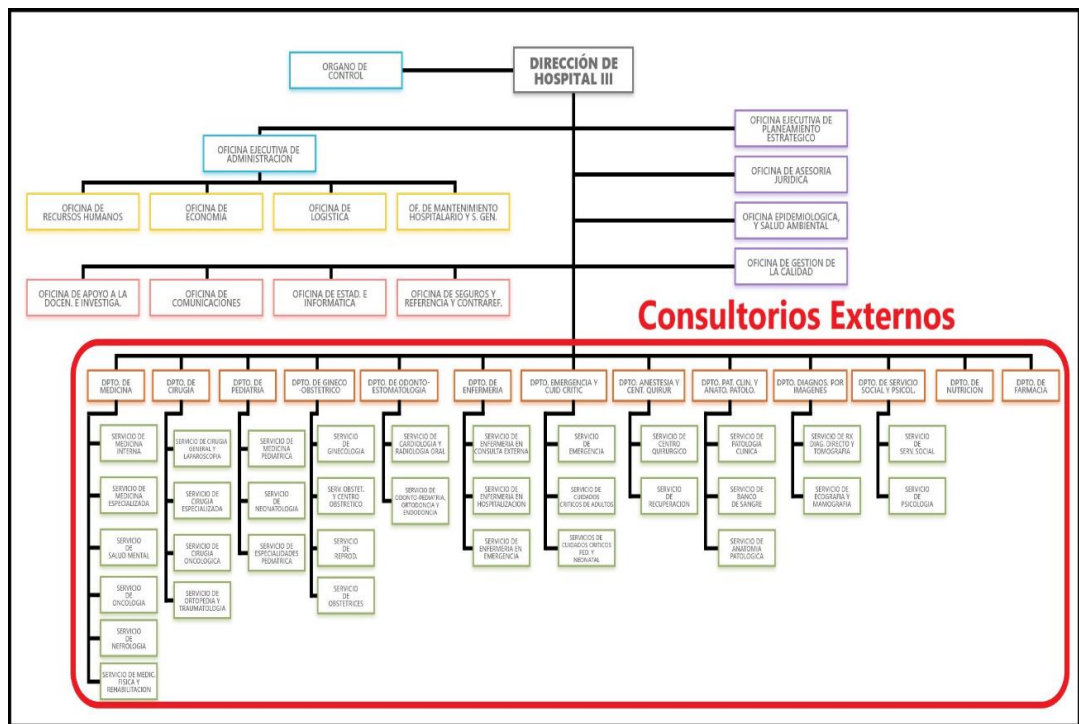 ORGANO DE
CONTROL
DIRECCIÓN DE
HOSPITAL III
OFICINA EJECUTIVA DE
PLANEAMIENTO
ESTRATEGICO
OFICINA EJECUTIVA DE
ADMINISTRACION
OFICINA DE ASESORIA
JURIDICA
OFICINA DE
RECURSOS HUMANOS
OFICINA DE
ECONOMIA
OFICINA DE
LOGISTICA
OF. DE MANTENIMIENTO
HOSPITALARIO Y S. GEN.
OFICINA EPIDEMIOLOGICA,
Y SALUD AMBIENTAL
OFICINA DE GESTION DE
LA CALIDAD
OFICINA DE APOYO A LA
DOCEN. E INVESTIGA.
OFICINA DE
COMUNICACIONES
OFICINA DE ESTAD. E
INFORMATICA
OFICINA DE SEGUROS Y
REFERENCIA Y CONTRAREF.
Consultorios Externos
DPTO. DE
MEDICINA
DPTO. DE
CIRUGIA
DPTO. DE
PEDIATRIA
DPTO. DE GINECO
-OBSTETRICO
DPTO. DE ODONTO-
ESTOMATOLOGIA
DPTO. DE
ENFERMERIA
DPTO. EMERGENCIA Y
CUID CRITIC
DPTO. ANESTESIA Y
CENT. QUIRUR
DPTO. PAT. CLIN. Y
ANATO. PATOLO.
DPTO. DIAGNOS. POR
IMAGENES
DPTO. DE SERVICIO
SOCIAL Y PSICOL.
DPTO. DE
NUTRICION
DPTO. DE
FARMACIA
SERVICIO DE
MEDICINA
INTERNA
SERVICIO DE
MEDICINA
ESPECIALIZADA
SERVICIO
DE
SALUD MENTAL
SERVICIO
DE
ONCOLOGIA
SERVICIO
DE
NEFROLOGIA
SERVICIO DE MEDIC.
FISICA Y
REHABILITACION
SERVICIO DE CIRUGIA
GENERAL Y
LAPAROSCOPIA
SERVICIO DE
CIRUGIA
ESPECIALIZADA
SERVICIO DE
CIRUGIA
ONCOLOGICA
SERVICIO DE
ORTOPEDIA Y
TRAUMATOLOGIA
SERVICIO DE
MEDICINA
PEDIATRICA
SERVICIO
DE
NEONATOLOGIA
SERVICIO DE
ESPECIALIDADES
PEDIATRICA
SERVICIO
DE
GINECOLOGIA
SERV. OBSTET.
Y CENTRO
OBSTRETICO
SERVICIO
DE
REPROD.
SERVICIO
DE
OBSTETRICES
SERVICIO DE
CARDIOLOGIA Y
RADIOLOGIA ORAL
SERVICIO DE
ODONTO-PEDIATRIA,
ORTODONCIA Y
ENDODONCIA
SERVICIO DE
ENFERMERIA EN
CONSULTA EXTERNA
SERVICIO DE
ENFERMERIA EN
HOSPITALIZACION
SERVICIO DE
ENFERMERIA EN
EMERGENCIA
SERVICIO
DE
EMERGENCIA
SERVICIO DE
CUIDADOS
CRITICOS DE ADULTOS
SERVICIOS DE
CUIDADOS CRITICOS
PED. Y
NEONATAL
SERVICIO DE
CENTRO
QUIRURGICO
SERVICIO
DE
RECUPERACION
SERVICIO DE
PATOLOGIA
CLINICA
SERVICIO DE
BANCO
DE SANGRE
SERVICIO DE
ANATOMIA
PATOLOGICA
SERVICIO DE RX
DIAG. DIRECTO Y
TOMOGRAFIA
SERVICIO DE
ECOGRAFIA Y
MAMOGRAFIA
SERVICIO
DE
SERV. SOCIAL
SERVICIO
DE
PSICOLOGIA